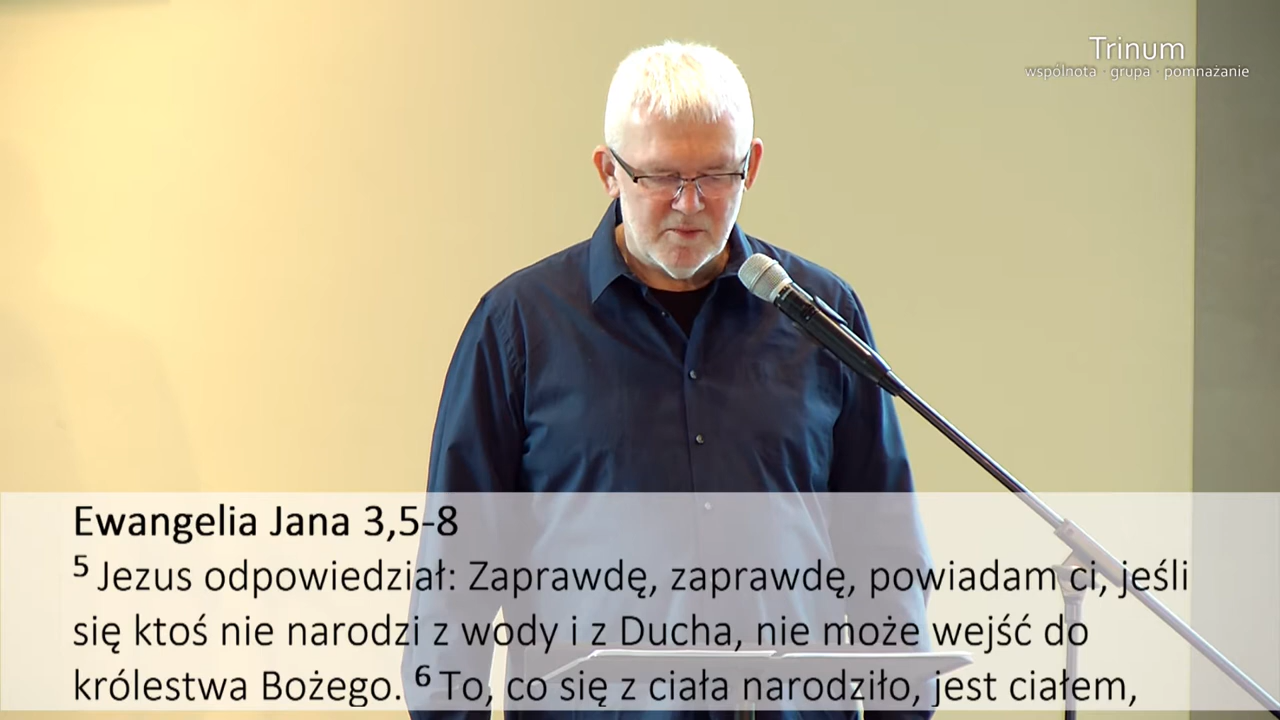 Trinum
wspólnota · grupa · pomnażanie
Ewangelia Jana 3,5-8
⁵ Jezus odpowiedział: Zaprawdę, zaprawdę, powiadam ci, jeśli
się ktoś nie narodzi z wody i z Ducha, nie może wejść do
królestwa Bożego. ⁶ To, co się z ciała narodziło, jest ciałem,